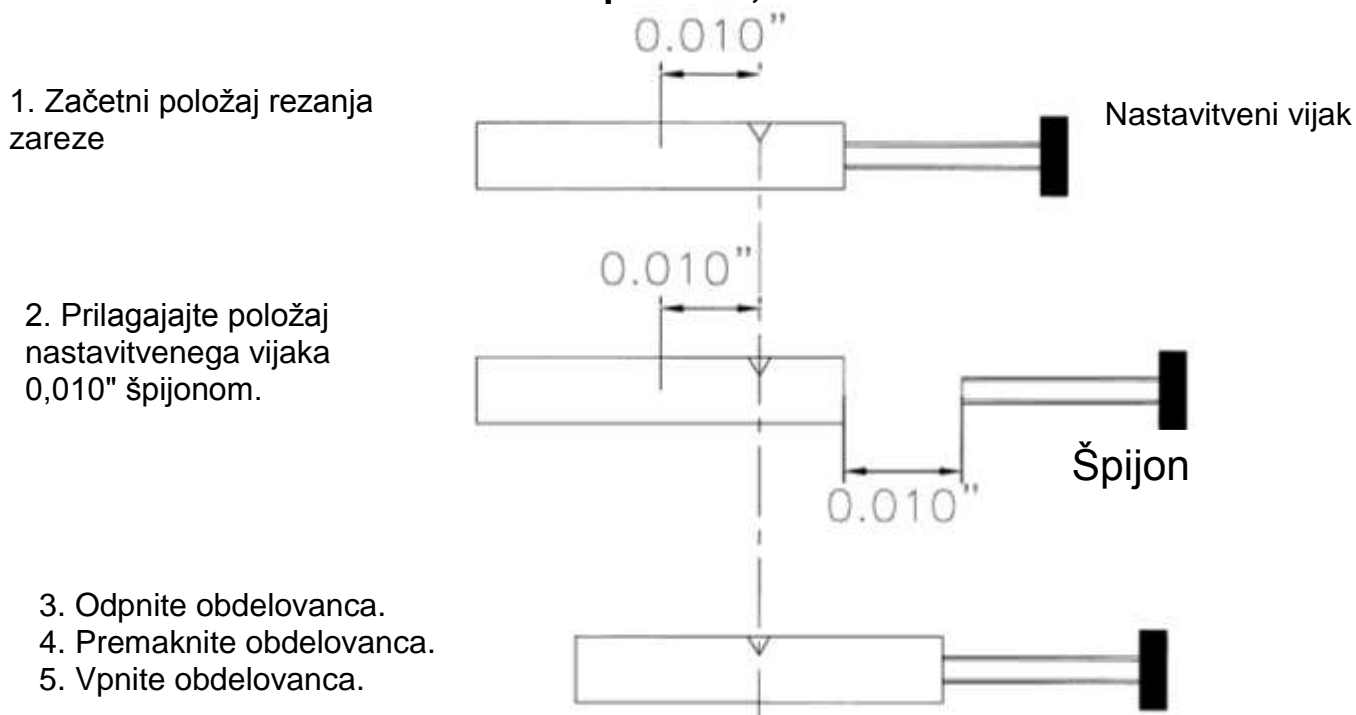 0.010"
1. Začetni položaj rezanja
zareze
Nastavitveni vijak
0.010"
2. Prilagajajte položaj
nastavitvenega vijaka
0,010" špijonom.
Špijon
0.010"
3. Odpnite obdelovanca.
4. Premaknite obdelovanca.
5. Vpnite obdelovanca.